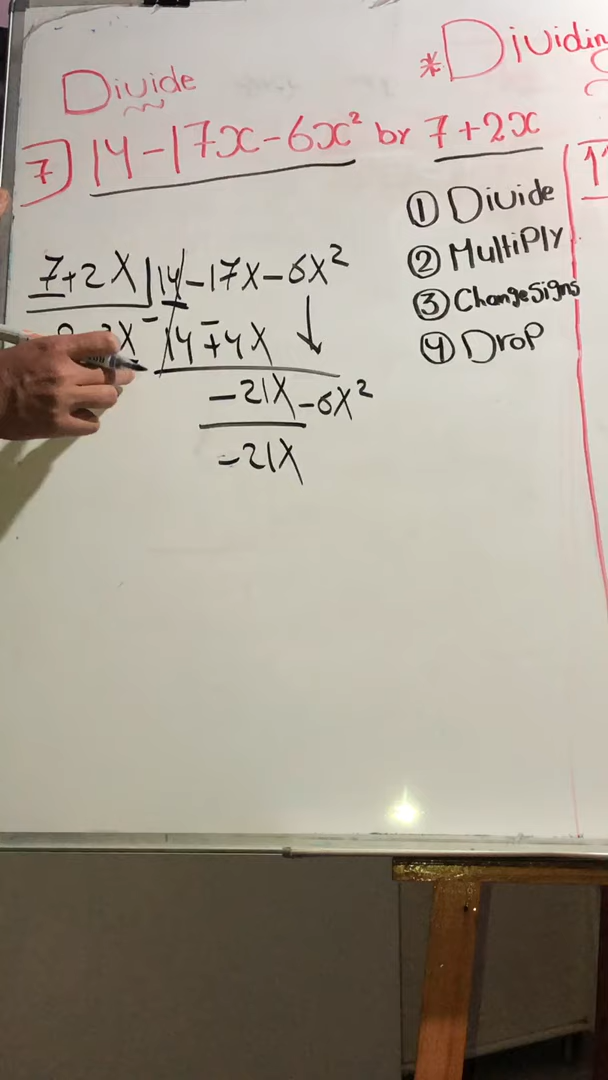 Divide
* Dividin
7) 14-17x-6x² by 7+2x
① Divide
② MultiPly
③ Change Signs
④ Drop
7+2X | 14-17X-6X²
14+4X
-21X-6X²
-21X